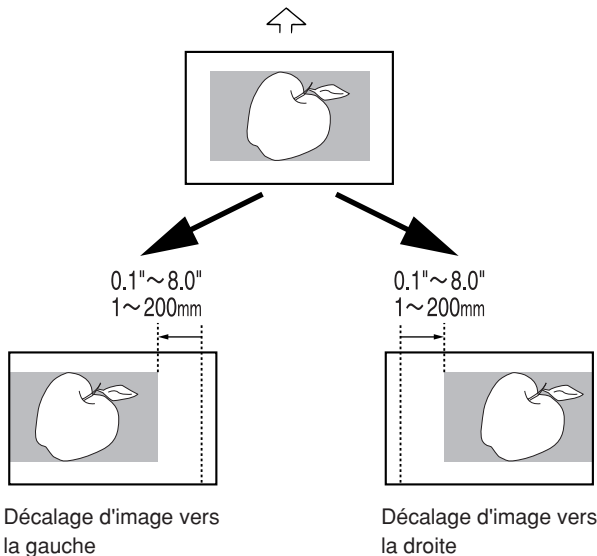 0.1"～8.0"
1～200mm
0.1"～8.0"
1～200mm
Décalage d'image vers
la gauche
Décalage d'image vers
la droite